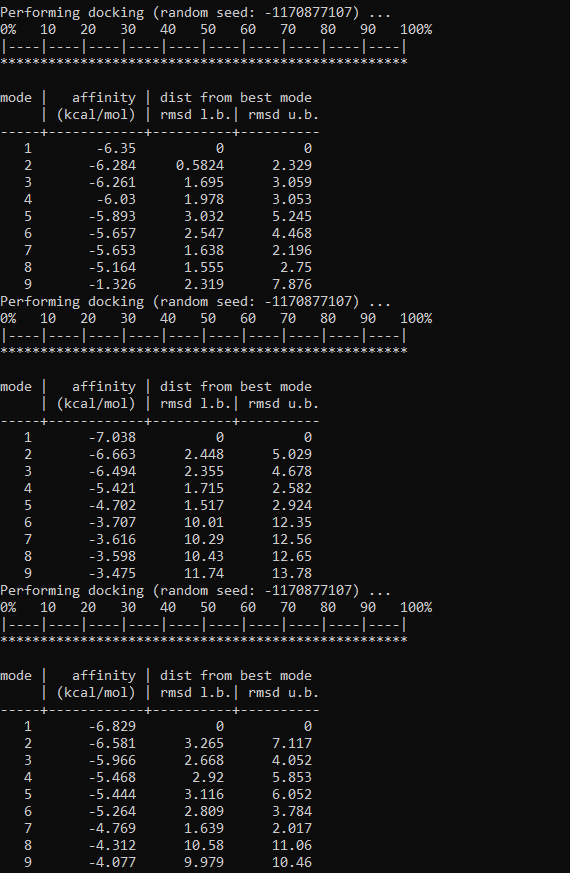 Performing docking (random seed: -1170877107) ...
0%   10   20   30   40   50   60   70   80   90   100%
|----|----|----|----|----|----|----|----|----|----|
***************************************************

mode |   affinity | dist from best mode
     | (kcal/mol) | rmsd l.b.| rmsd u.b.
-----+------------+----------+----------
   1       -6.35          0          0
   2      -6.284     0.5824      2.329
   3      -6.261      1.695      3.059
   4       -6.03      1.978      3.053
   5      -5.893      3.032      5.245
   6      -5.657      2.547      4.468
   7      -5.653      1.638      2.196
   8      -5.164      1.555       2.75
   9      -1.326      2.319      7.876
Performing docking (random seed: -1170877107) ...
0%   10   20   30   40   50   60   70   80   90   100%
|----|----|----|----|----|----|----|----|----|----|
***************************************************

mode |   affinity | dist from best mode
     | (kcal/mol) | rmsd l.b.| rmsd u.b.
-----+------------+----------+----------
   1      -7.038          0          0
   2      -6.663      2.448      5.029
   3      -6.494      2.355      4.678
   4      -5.421      1.715      2.582
   5      -4.702      1.517      2.924
   6      -3.707      10.01      12.35
   7      -3.616      10.29      12.56
   8      -3.598      10.43      12.65
   9      -3.475      11.74      13.78
Performing docking (random seed: -1170877107) ...
0%   10   20   30   40   50   60   70   80   90   100%
|----|----|----|----|----|----|----|----|----|----|
***************************************************

mode |   affinity | dist from best mode
     | (kcal/mol) | rmsd l.b.| rmsd u.b.
-----+------------+----------+----------
   1      -6.829          0          0
   2      -6.581      3.265      7.117
   3      -5.966      2.668      4.052
   4      -5.468       2.92      5.853
   5      -5.444      3.116      6.052
   6      -5.264      2.809      3.784
   7      -4.769      1.639      2.017
   8      -4.312      10.58      11.06
   9      -4.077      9.979      10.46